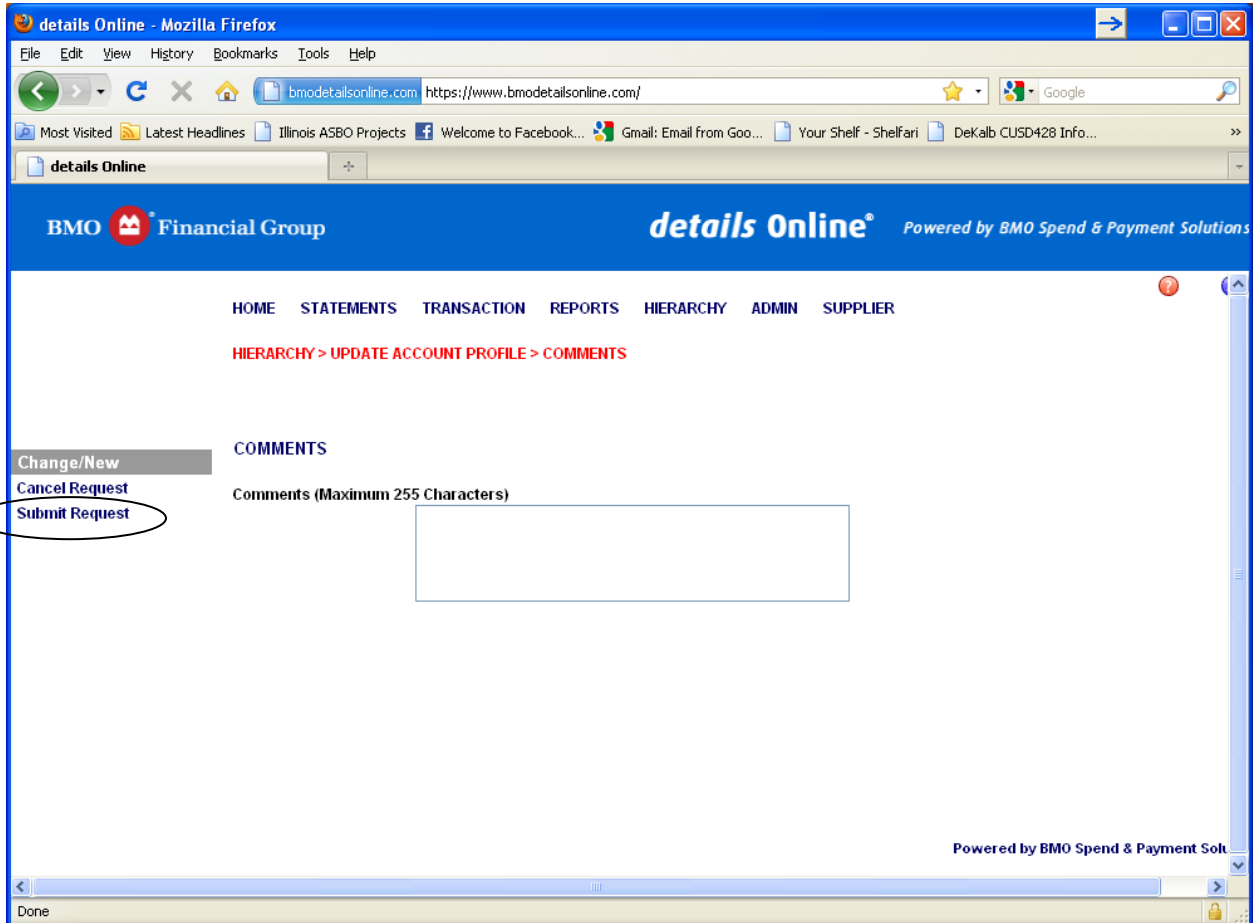 details Online - Mozilla Firefox
File Edit View History Bookmarks Tools Help
bmodetailsonline.com https://www.bmodetailsonline.com/ Google
Most Visited Latest Headlines Illinois ASBO Projects Welcome to Facebook... Gmail: Email from Goo... Your Shelf - Shelfari DeKalb CUSD428 Info... »
details Online
BMO Financial Group details Online® Powered by BMO Spend & Payment Solutions
HOME STATEMENTS TRANSACTION REPORTS HIERARCHY ADMIN SUPPLIER
HIERARCHY > UPDATE ACCOUNT PROFILE > COMMENTS
COMMENTS
Change/New
Cancel Request
Comments (Maximum 255 Characters)
Submit Request
Powered by BMO Spend & Payment Solu
Done